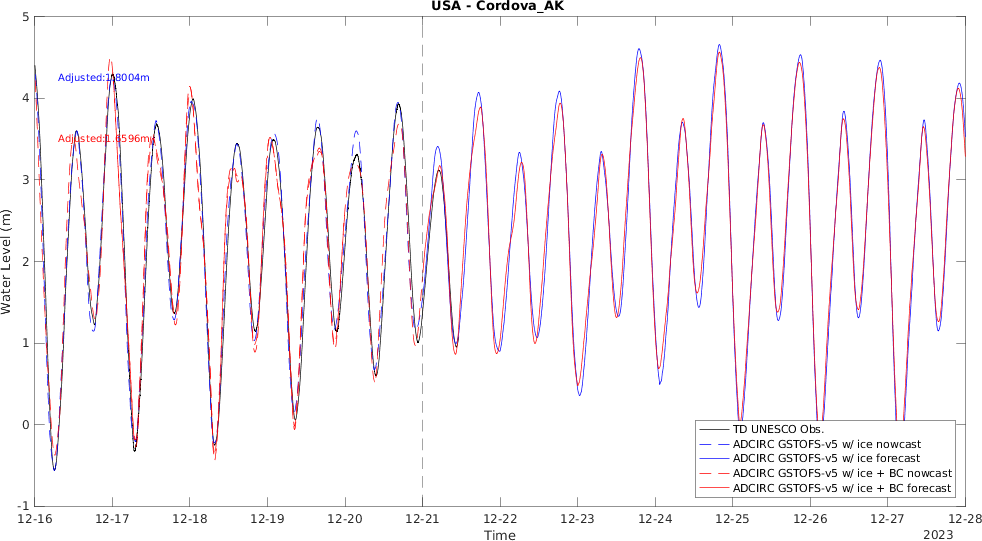 USA - Cordova_AK
5
4
3
2
1
0
-1
Water Level (m)
Adjusted:1.8004m
Adjusted:1.6596m
TD UNESCO Obs.
ADCIRC GSTOFS-v5 w/ ice nowcast
ADCIRC GSTOFS-v5 w/ ice forecast
ADCIRC GSTOFS-v5 w/ ice + BC nowcast
ADCIRC GSTOFS-v5 w/ ice + BC forecast
12-16 12-17 12-18 12-19 12-20 12-21 12-22 12-23 12-24 12-25 12-26 12-27 12-28
Time
2023